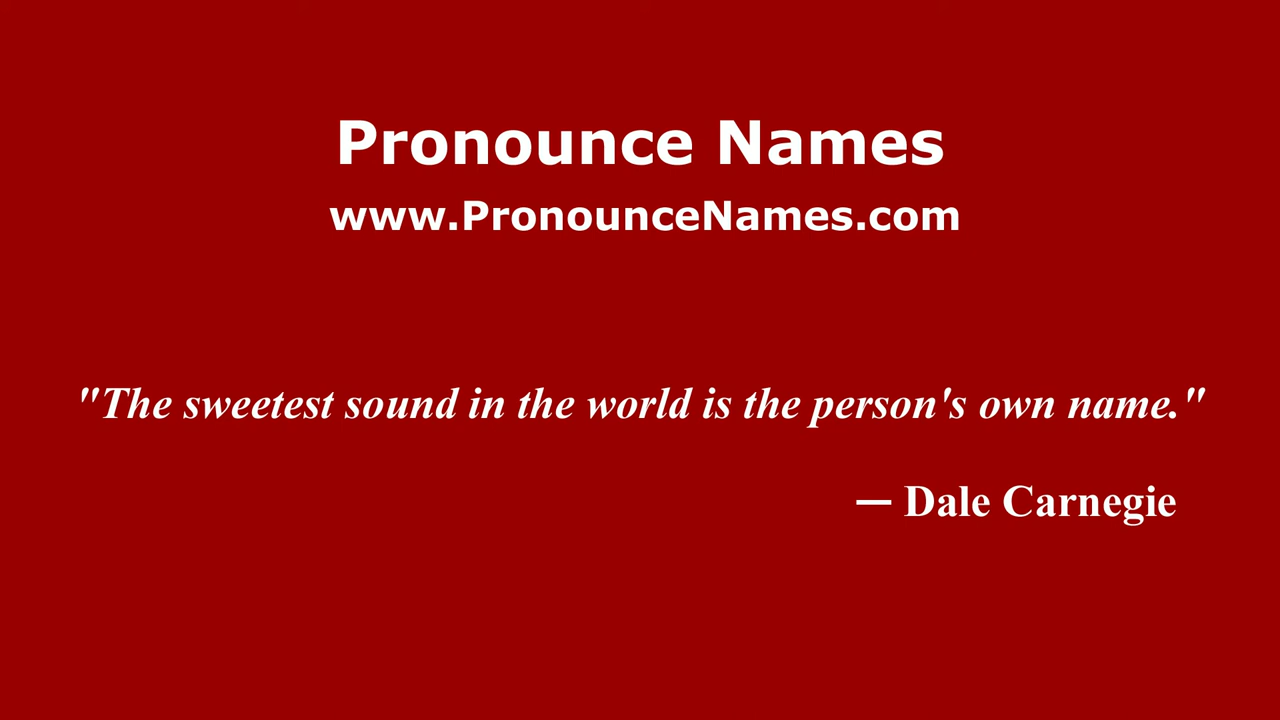 Pronounce Names
www.PronounceNames.com
"The sweetest sound in the world is the person's own name."
— Dale Carnegie